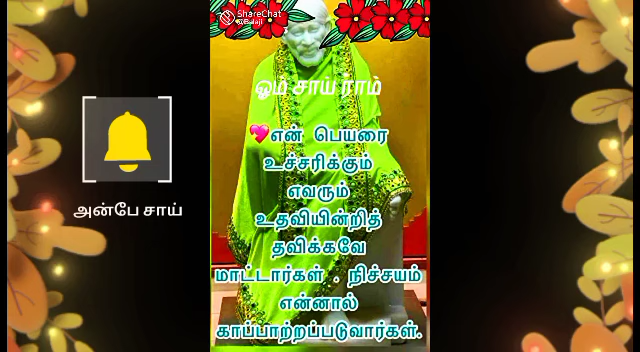 ShareChat
ஓம் சாய் ராம்
என் பெயரை
உச்சரிக்கும்
எவரும்
உதவியின்றித்
தவிக்கவே
மாட்டார்கள் . நிச்சயம்
என்னால்
காப்பாற்றப்படுவார்கள்.
அன்பே சாய்